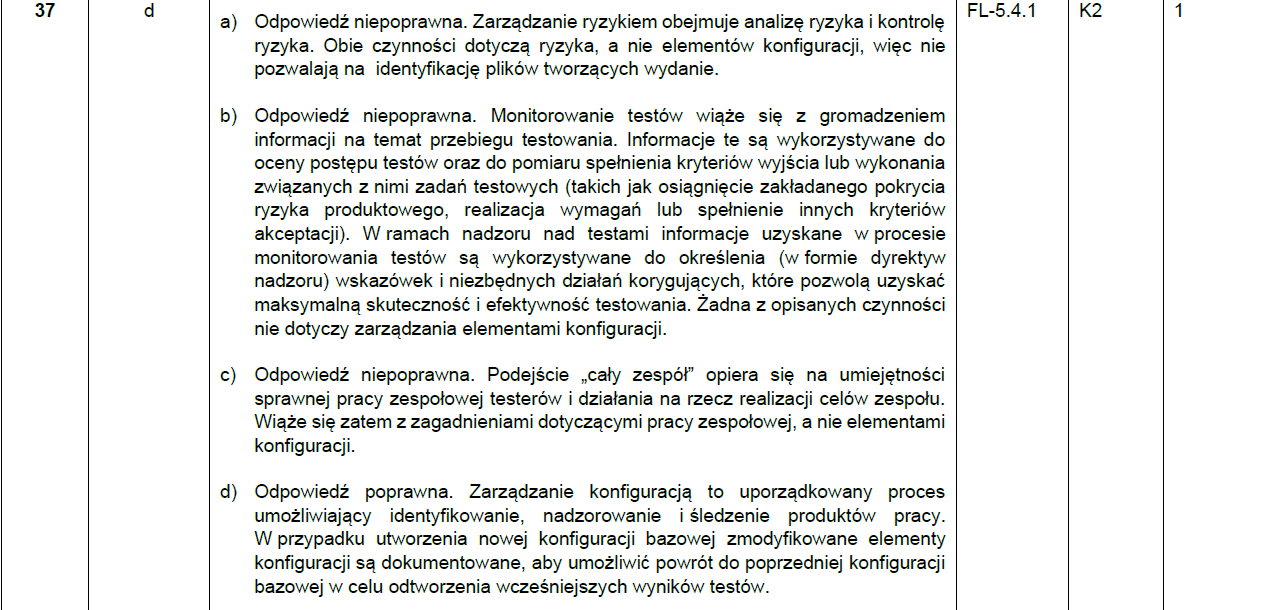 37 d FL-5.4.1 K2 1
a) Odpowiedź niepoprawna. Zarządzanie ryzykiem obejmuje analizę ryzyka i kontrolę
ryzyka. Obie czynności dotyczą ryzyka, a nie elementów konfiguracji, więc nie
pozwalają na identyfikację plików tworzących wydanie.
b) Odpowiedź niepoprawna. Monitorowanie testów wiąże się z gromadzeniem
informacji na temat przebiegu testowania. Informacje te są wykorzystywane do
oceny postępu testów oraz do pomiaru spełnienia kryteriów wyjścia lub wykonania
związanych z nimi zadań testowych (takich jak osiągnięcie zakładanego pokrycia
ryzyka produktowego, realizacja wymagań lub spełnienie innych kryteriów
akceptacji). W ramach nadzoru nad testami informacje uzyskane w procesie
monitorowania testów są wykorzystywane do określenia (w formie dyrektyw
nadzoru) wskazówek i niezbędnych działań korygujących, które pozwolą uzyskać
maksymalną skuteczność i efektywność testowania. Żadna z opisanych czynności
nie dotyczy zarządzania elementami konfiguracji.
c) Odpowiedź niepoprawna. Podejście „cały zespół” opiera się na umiejętności
sprawnej pracy zespołowej testerów i działania na rzecz realizacji celów zespołu.
Wiąże się zatem z zagadnieniami dotyczącymi pracy zespołowej, a nie elementami
konfiguracji.
d) Odpowiedź poprawna. Zarządzanie konfiguracją to uporządkowany proces
umożliwiający identyfikowanie, nadzorowanie i śledzenie produktów pracy.
W przypadku utworzenia nowej konfiguracji bazowej zmodyfikowane elementy
konfiguracji są dokumentowane, aby umożliwić powrót do poprzedniej konfiguracji
bazowej w celu odtworzenia wcześniejszych wyników testów.